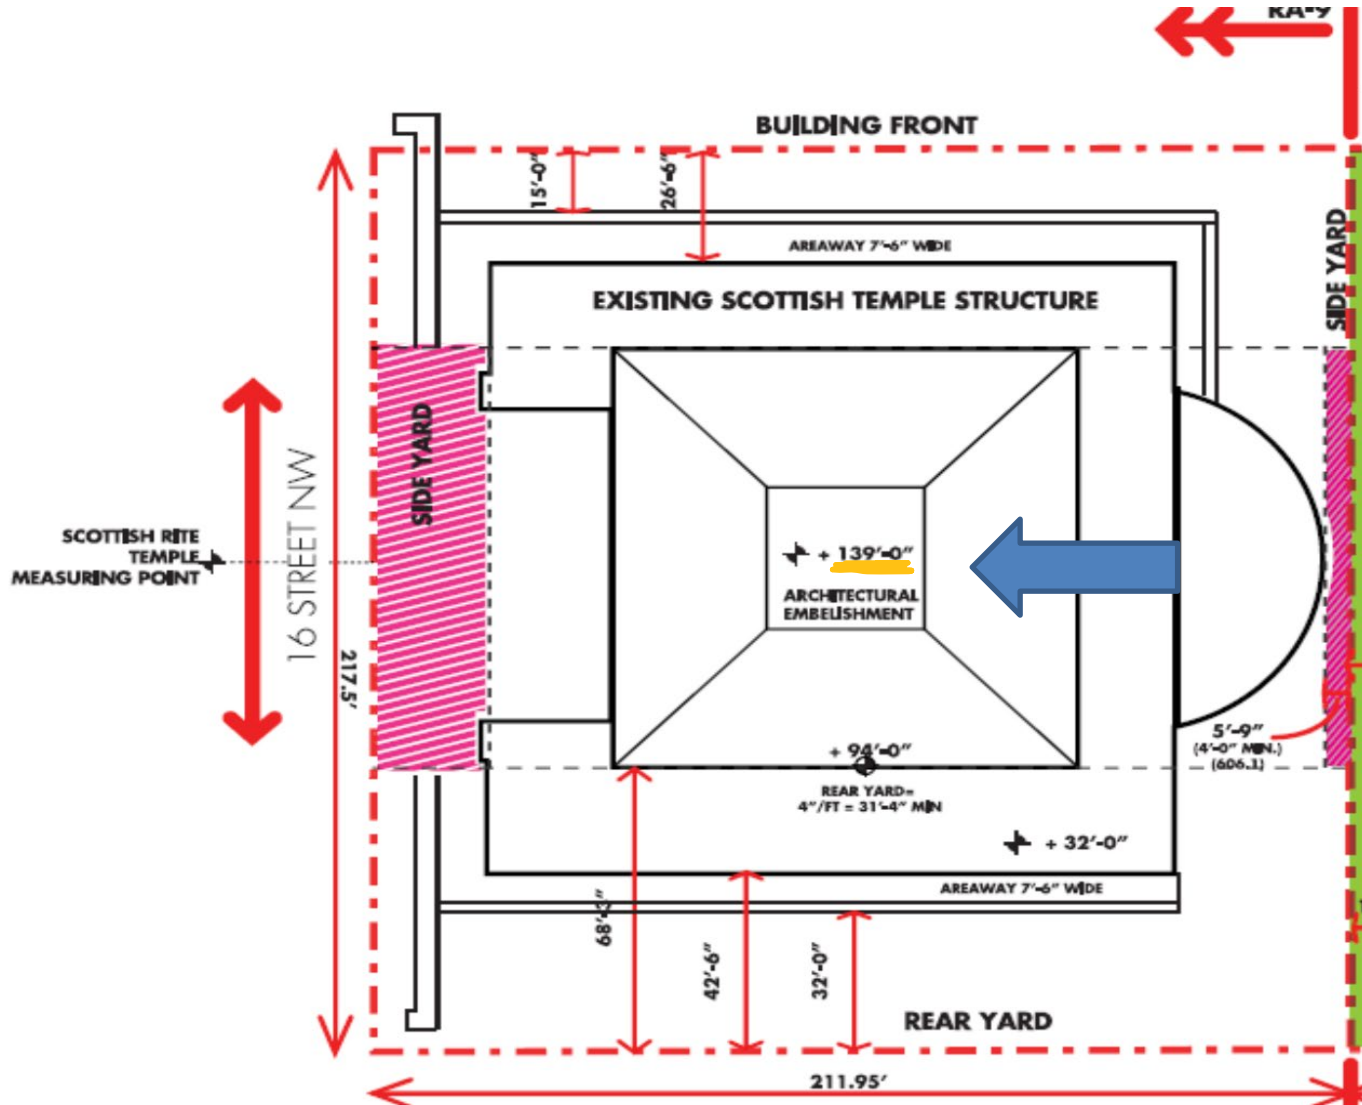 RA-9
BUILDING FRONT
15'-0"
26'-6"
AREAWAY 7'-6" WIDE
SIDE YARD
EXISTING SCOTTISH TEMPLE STRUCTURE
SIDE YARD
16 STREET NW
SCOTTISH RITE
TEMPLE
MEASURING POINT
+ 139'-0"
ARCHITECTURAL
EMBELISHMENT
217.5'
+ 94'-0"
5'-9"
(4'-0" MIN.)
(606.1)
REAR YARD=
4"/FT = 31'-4" MIN
+ 32'-0"
AREAWAY 7'-6" WIDE
68'-3"
42'-6"
32'-0"
REAR YARD
211.95'